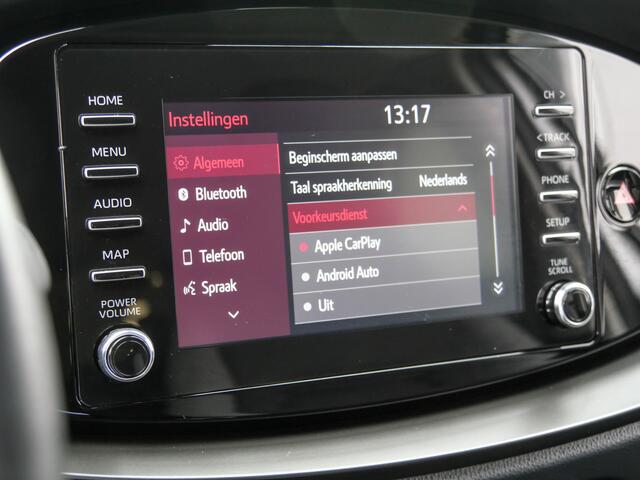 HOME
MENU
AUDIO
MAP
POWER
VOLUME
Instellingen
13:17
Algemeen
Bluetooth
Audio
Telefoon
Spraak
Beginscherm aanpassen
Taal spraakherkenning Nederlands
Voorkeursdienst
Apple CarPlay
Android Auto
Uit
CH >
< TRACK
PHONE
SETUP
TUNE
SCROLL